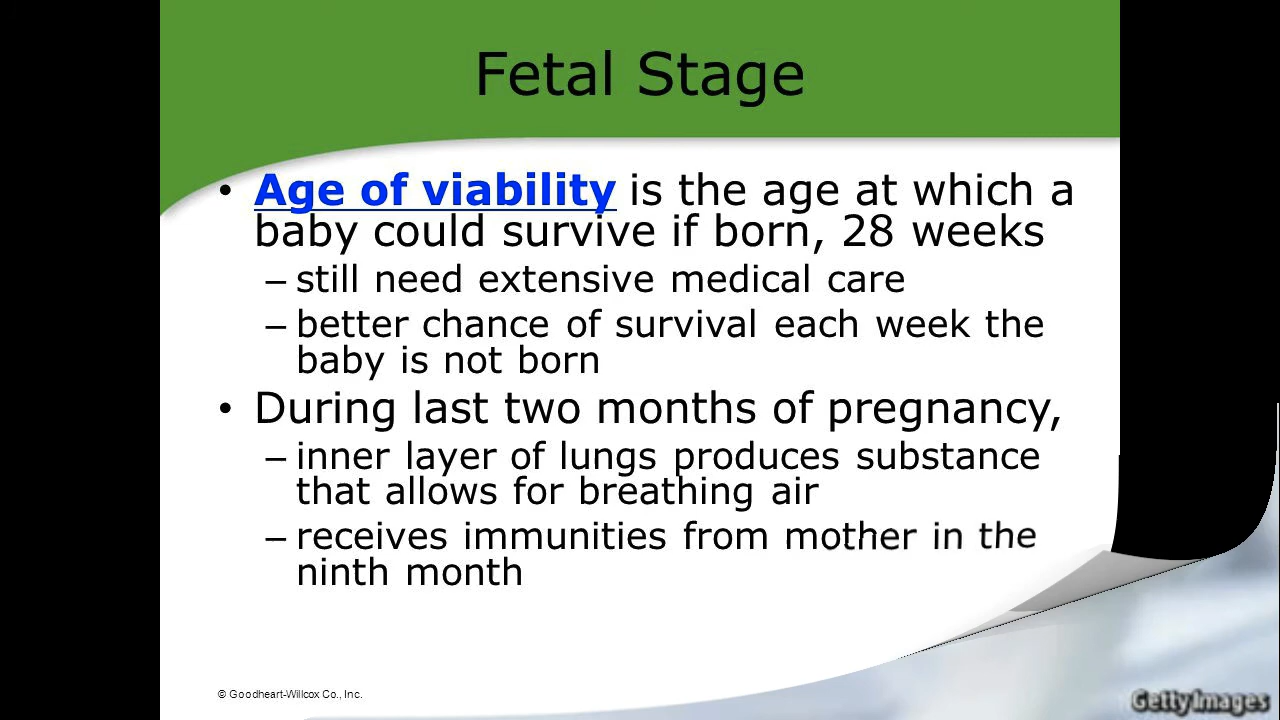 Fetal Stage
• Age of viability is the age at which a
baby could survive if born, 28 weeks
– still need extensive medical care
– better chance of survival each week the
baby is not born
• During last two months of pregnancy,
– inner layer of lungs produces substance
that allows for breathing air
– receives immunities from mother in the
ninth month
© Goodheart-Willcox Co., Inc.
GettyImages